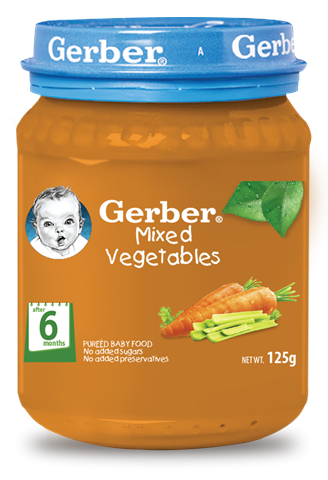 Gerber®
A
Gerb
Gerber®
Mixed
Vegetables
after
6
months
PUREED BABY FOOD
No added sugars
No added preservatives
NET WT. 125g